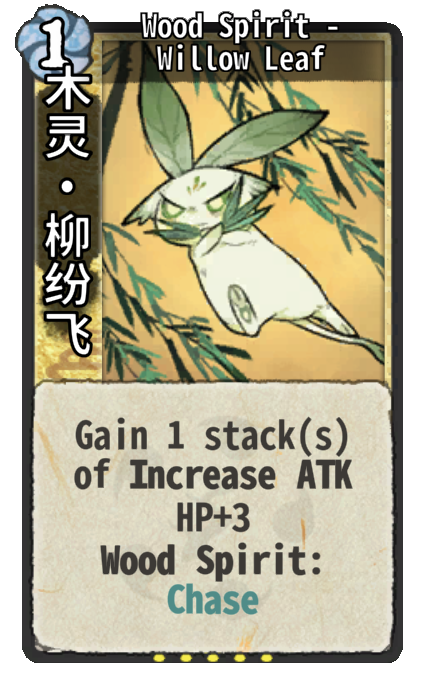 1
Wood Spirit -
Willow Leaf
木灵·柳纷飞
Gain 1 stack(s)
of Increase ATK
HP+3
Wood Spirit:
Chase